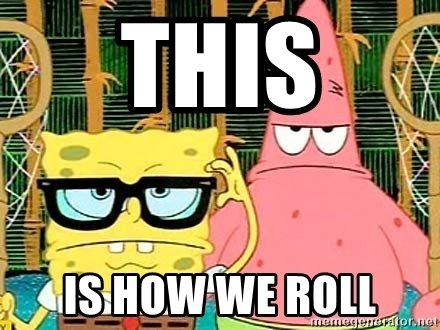 THIS
IS HOW WE ROLL
memegenerator.net